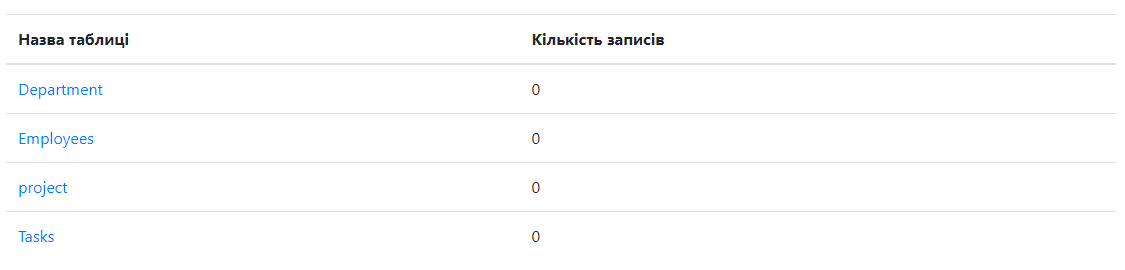 Назва таблиці Кількість записів
Department 0
Employees 0
project 0
Tasks 0